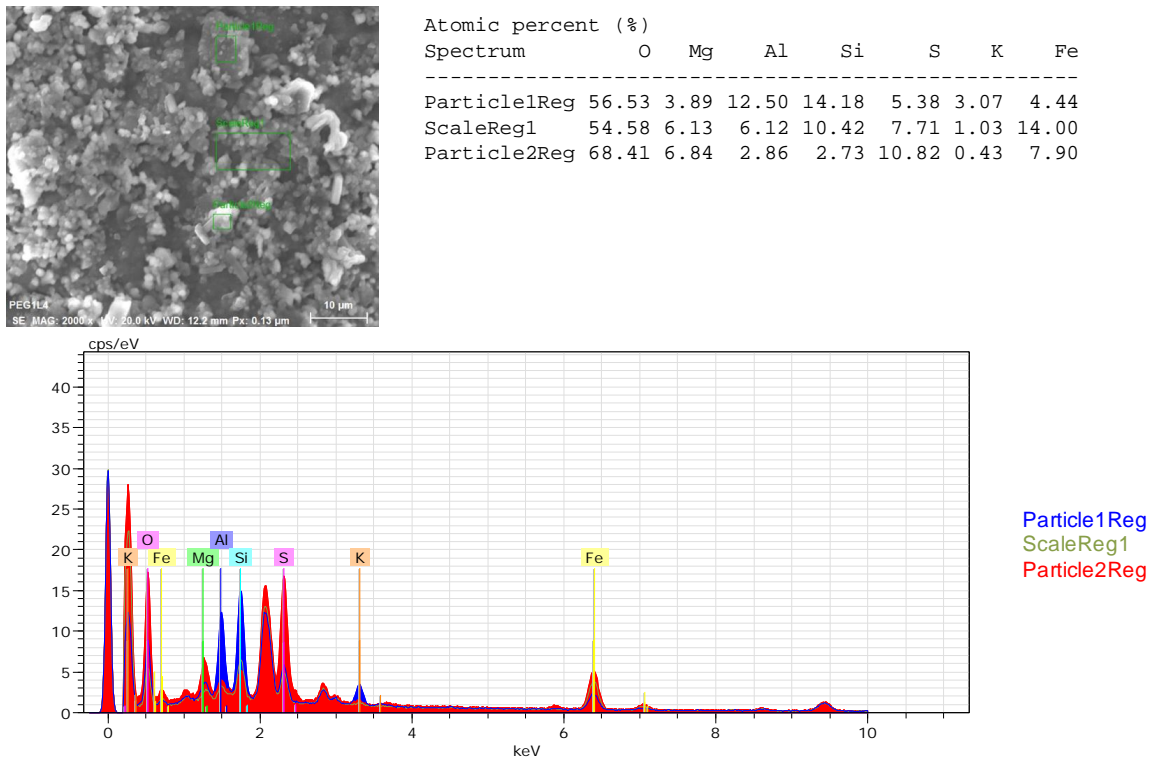 Particle1Reg
ScaleReg1
PEG1L4
10 µm
SE MAG: 2000 x HV: 20.0 kV WD: 12.2 mm Px: 0.13 µm
Atomic percent (%)
Spectrum O Mg Al Si S K Fe
-------------------------------------------------------
Particle1Reg 56.53 3.89 12.50 14.18 5.38 3.07 4.44
ScaleReg1 54.58 6.13 6.12 10.42 7.71 1.03 14.00
Particle2Reg 68.41 6.84 2.86 2.73 10.82 0.43 7.90
cps/eV
40
35
30
25
20
15
10
5
0
O Al
K Fe Mg Si S K Fe
0 2 4 6 8 10
keV
Particle1Reg
ScaleReg1
Particle2Reg